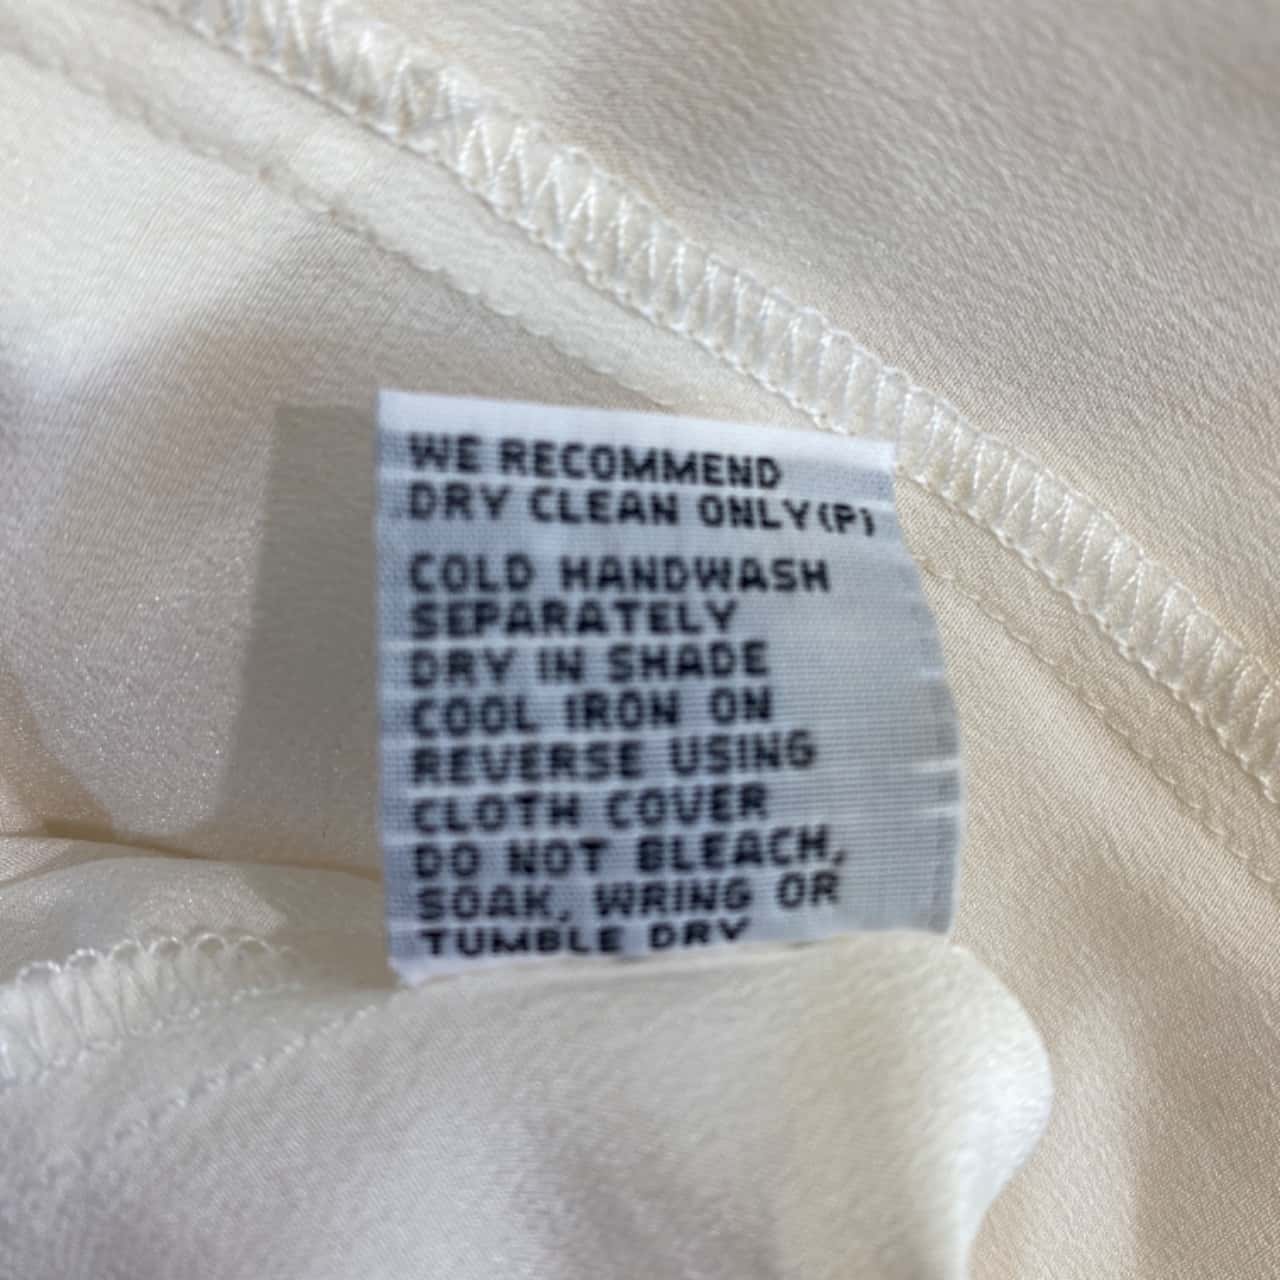 WE RECOMMEND
DRY CLEAN ONLY(P)
COLD HANDWASH
SEPARATELY
DRY IN SHADE
COOL IRON ON
REVERSE USING
CLOTH COVER
DO NOT BLEACH,
SOAK, WRING OR
TUMBLE DRY